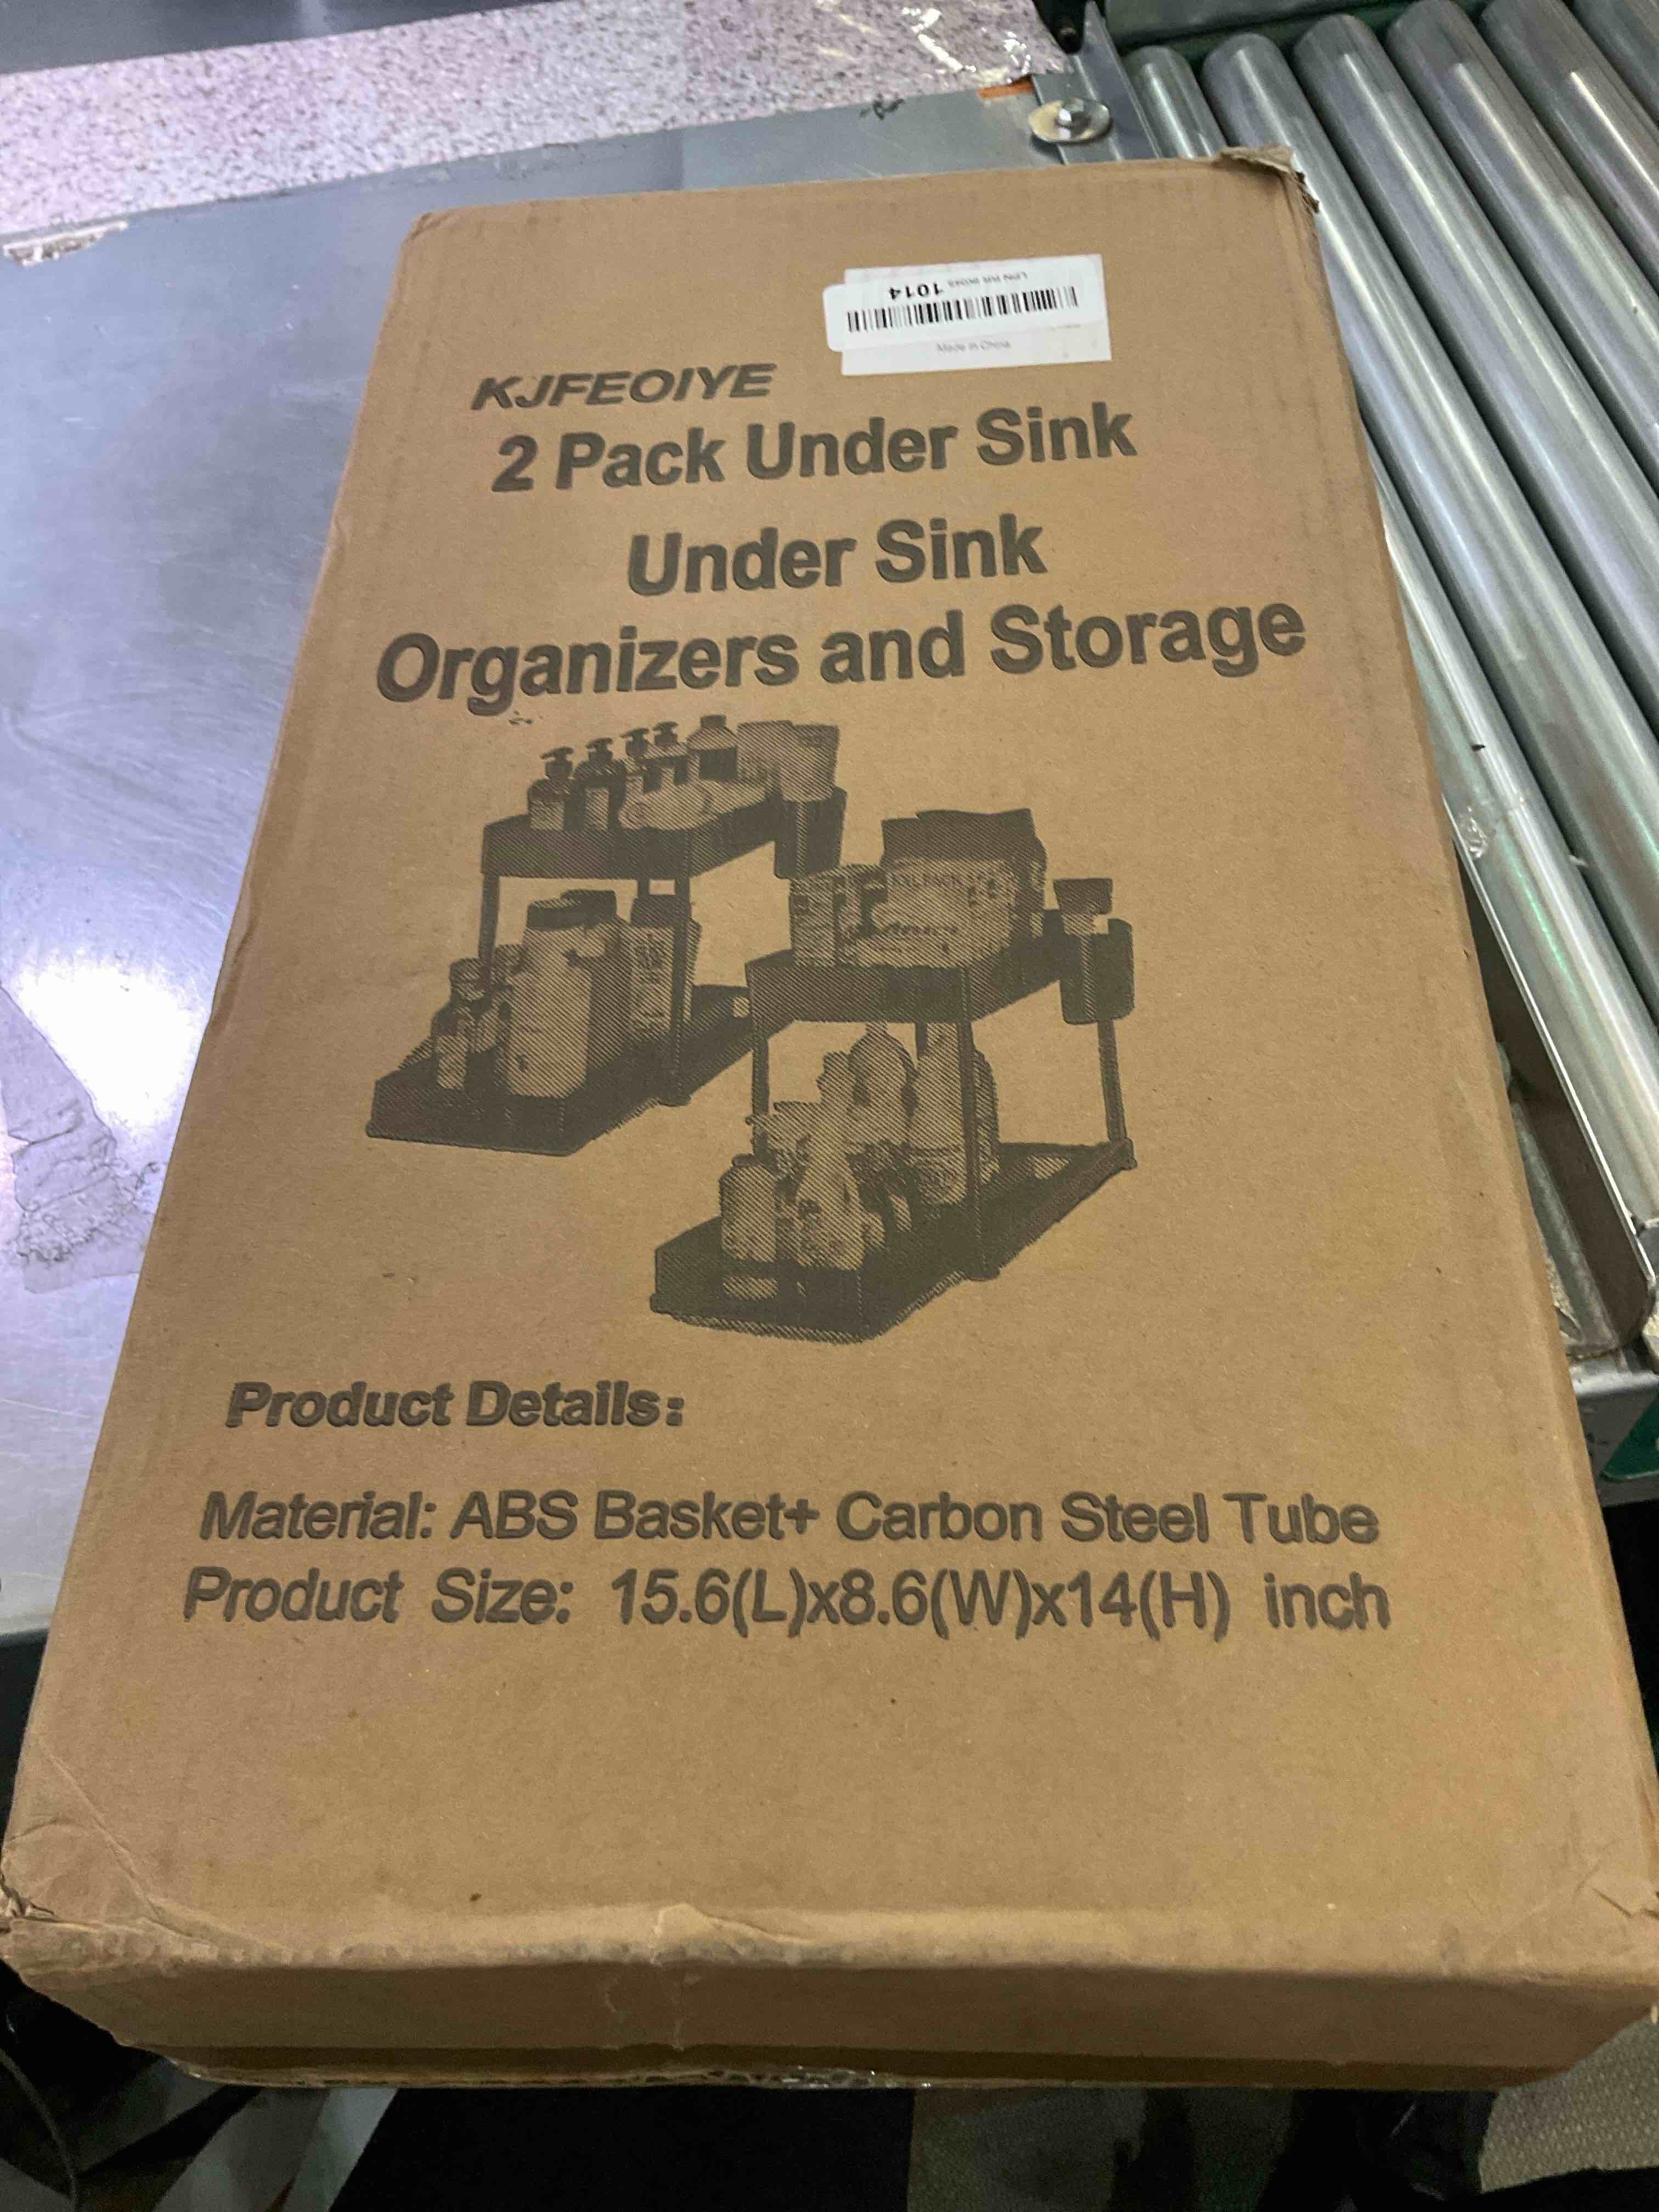 1014
Made in China
KJFEOIYE
2 Pack Under Sink
Under Sink
Organizers and Storage
Product Details:
Material: ABS Basket+ Carbon Steel Tube
Product Size: 15.6(L)x8.6(W)x14(H) inch